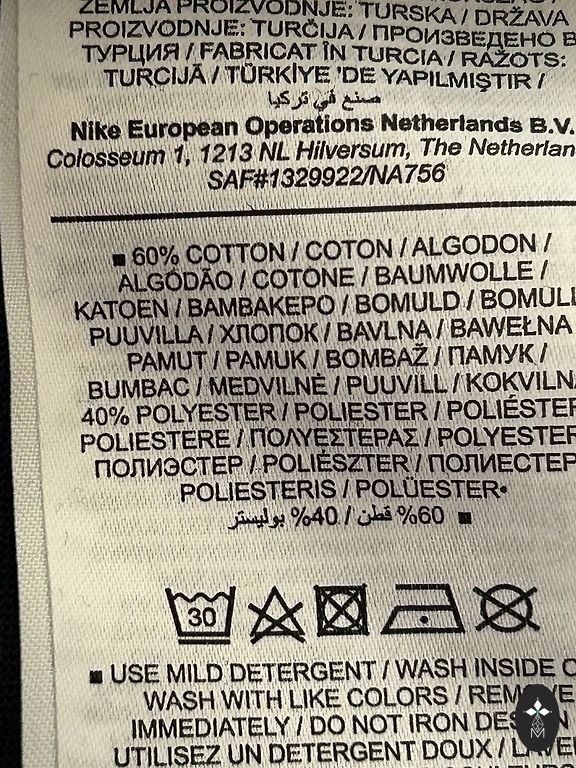 ZEMLJA PROIZVODNJE: TURSKA / DRŽAVA
PROIZVODNJE: TURČIJA / ПРОИЗВЕДЕНО В
ТУРЦИЯ / FABRICAT ÎN TURCIA / RAŽOTS:
TURCIJĀ / TÜRKİYE 'DE YAPILMIŞTIR /
صنع في تركيا
Nike European Operations Netherlands B.V.
Colosseum 1, 1213 NL Hilversum, The Netherlan
SAF#1329922/NA756
■ 60% COTTON / COTON / ALGODON /
ALGODÃO / COTONE / BAUMWOLLE /
KATOEN / ΒΑΜΒΑΚΕΡΟ / BOMULD / BOMULL
PUUVILLA / ХЛОПОК / BAVLNA / BAWEŁNA
PAMUT / PAMUK / BOMBAŽ / ПАМУК /
BUMBAC / MEDVILNĖ / PUUVILL / KOKVILNA
40% POLYESTER / POLIESTER / POLIÉSTER
POLIESTERE / ΠΟΛΥΕΣΤΕΡΑΣ / POLYESTER
ПОЛИЭСТЕР / POLIÉSZTER / ПОЛИЕСТЕР
POLIESTERIS / POLÜESTER•
■ 60% قطن / 40% بوليستر
30
■ USE MILD DETERGENT / WASH INSIDE O
WASH WITH LIKE COLORS / REMOVE
IMMEDIATELY / DO NOT IRON DESIGN
UTILISEZ UN DETERGENT DOUX / LAVER